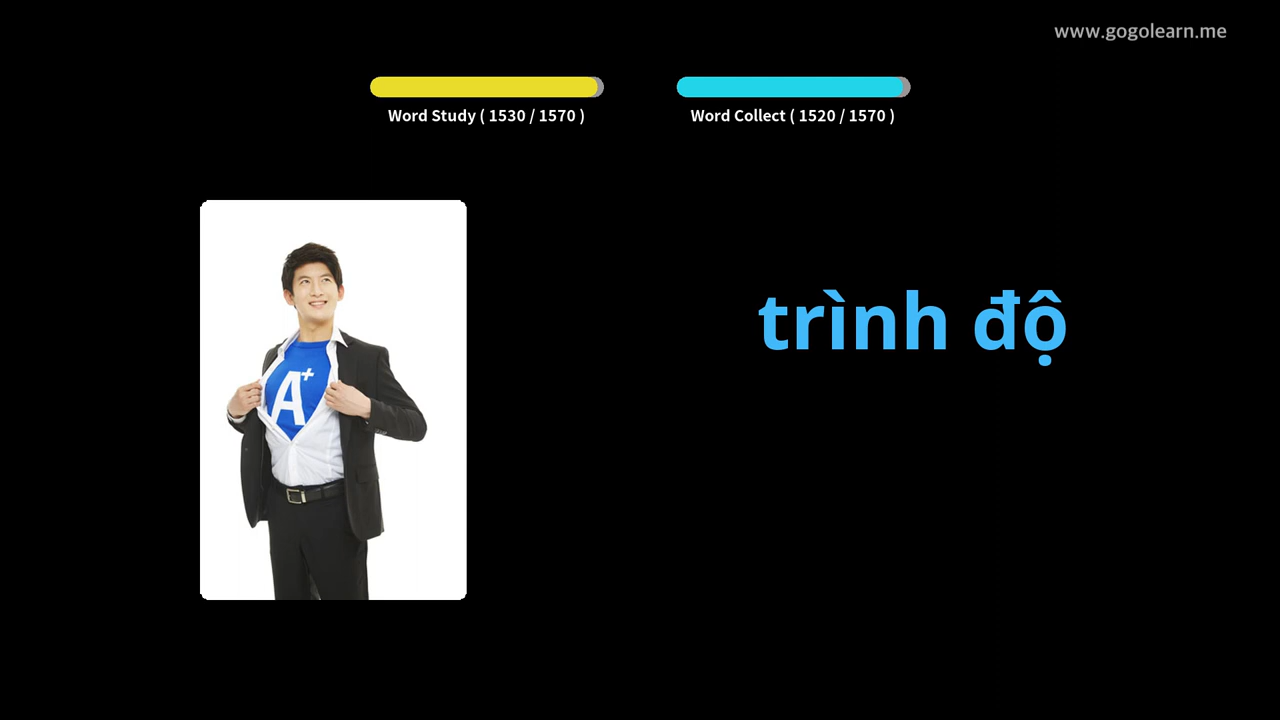 www.gogolearn.me
Word Study ( 1530 / 1570 )
Word Collect ( 1520 / 1570 )
A+
trình độ